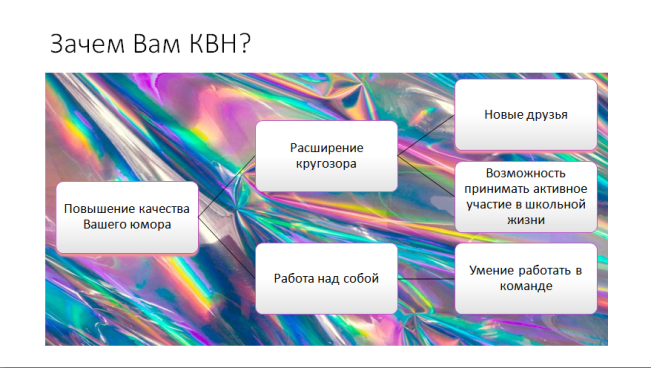 Зачем Вам КВН?
Повышение качества
Вашего юмора
Расширение
кругозора
Новые друзья
Возможность
принимать активное
участие в школьной
жизни
Работа над собой
Умение работать в
команде